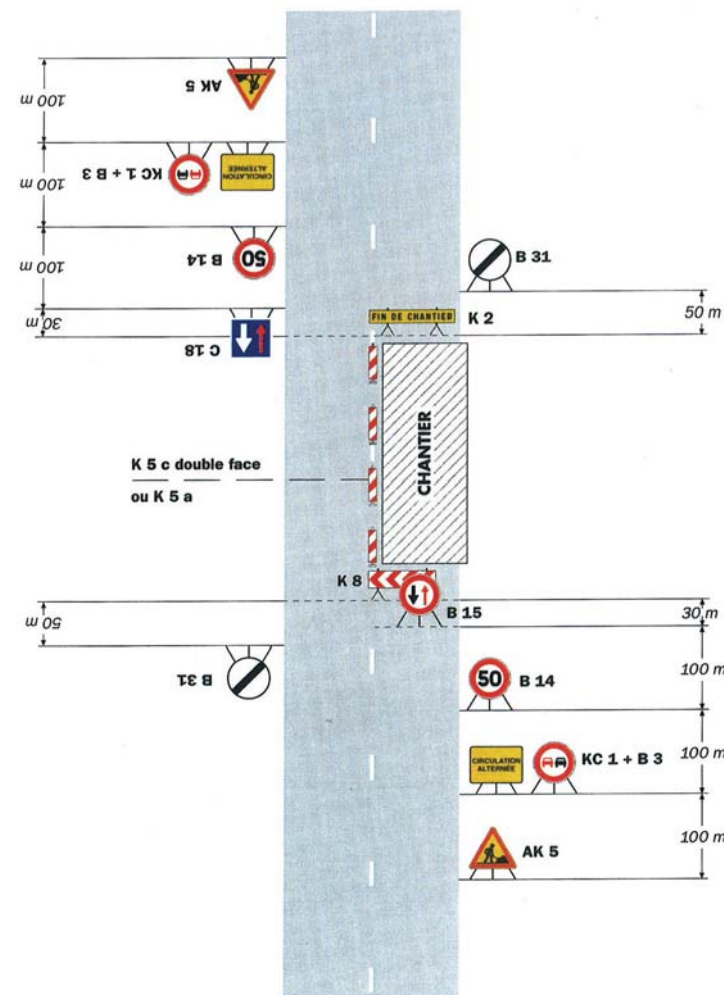 AK 5
100 m
KC 1 + B 3
CIRCULATION
ALTERNÉE
100 m
B 14
50
100 m
B 31
50 m
30 m
C 18
FIN DE CHANTIER
K 2
CHANTIER
K 5 c double face
ou K 5 a
K 8
B 15
30 m
50 m
B 31
50
B 14
100 m
CIRCULATION
ALTERNÉE
KC 1 + B 3
100 m
AK 5
100 m